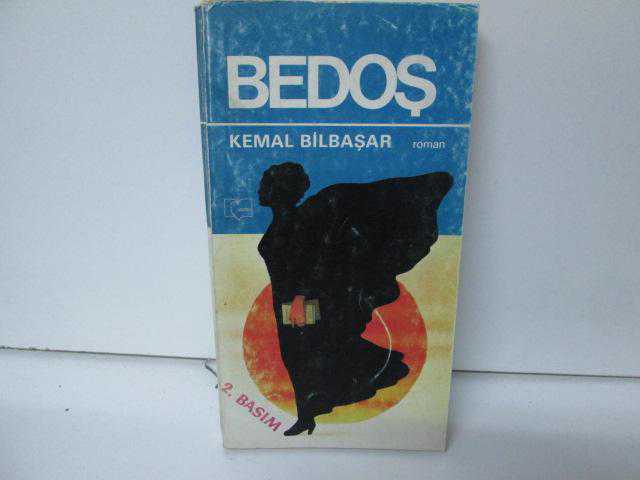 BEDOŞ
KEMAL BİLBAŞAR roman
2. BASIM